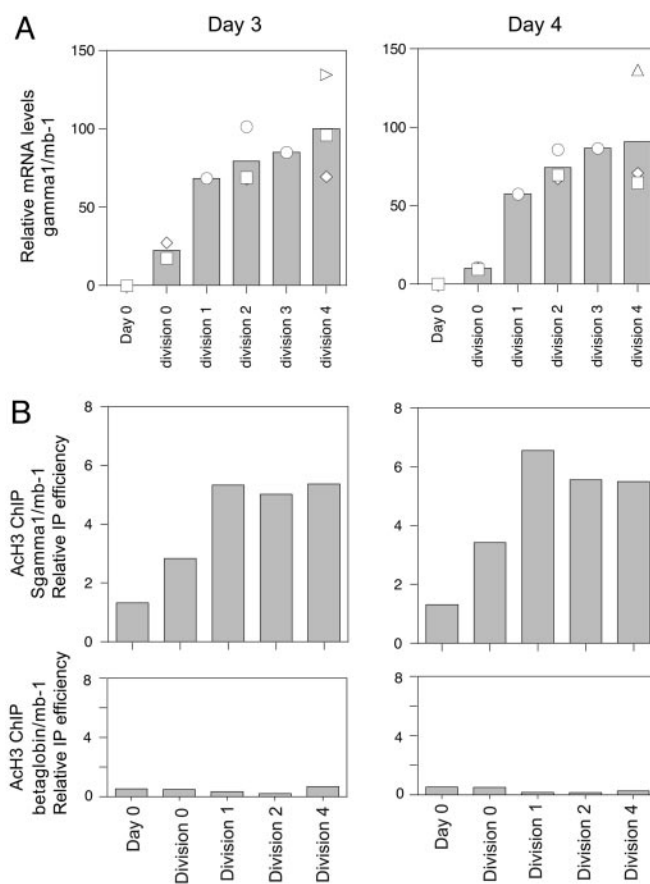 A
Day 3
Day 4
Relative mRNA levels
gamma1/mb-1
150
100
50
0
Day 0
division 0
division 1
division 2
division 3
division 4
150
100
50
0
Day 0
division 0
division 1
division 2
division 3
division 4
B
AcH3 ChIP
Sgamma1/mb-1
Relative IP efficiency
8
6
4
2
0
8
6
4
2
0
AcH3 ChIP
betaglobin/mb-1
Relative IP efficiency
8
4
0
Day 0
Division 0
Division 1
Division 2
Division 4
8
4
0
Day 0
Division 0
Division 1
Division 2
Division 4